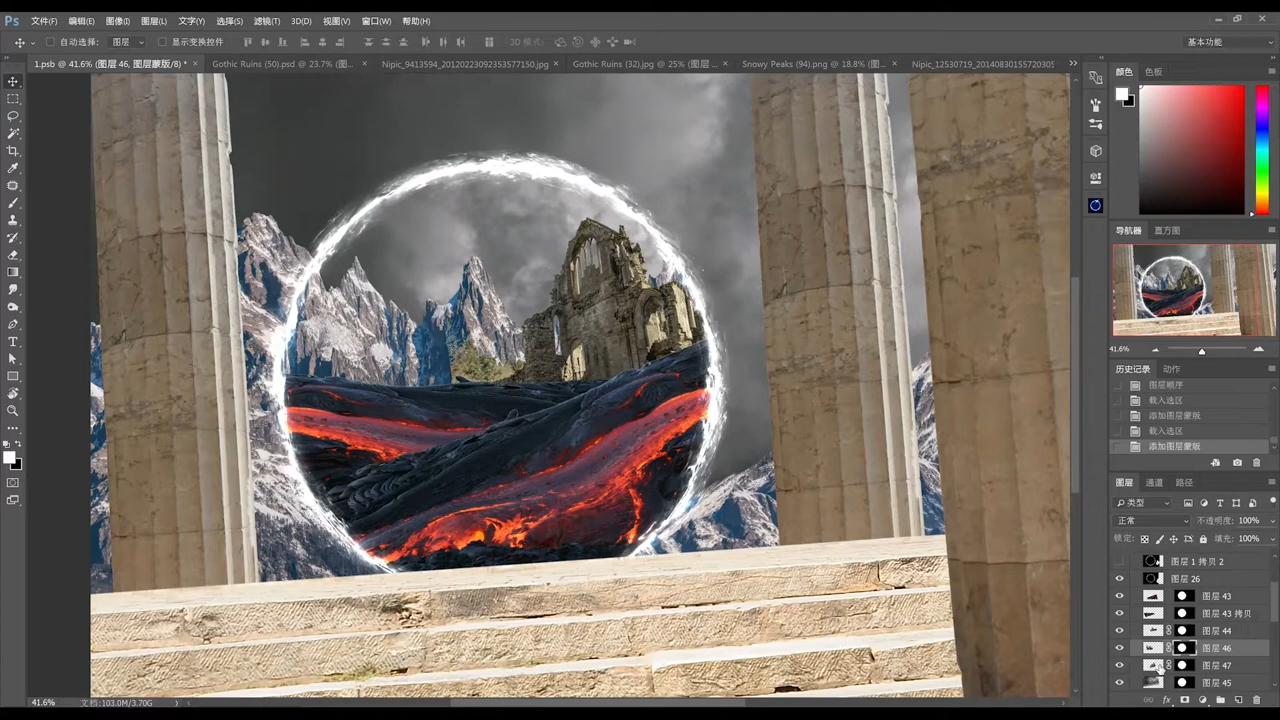 Ps 文件(F) 编辑(E) 图像(I) 图层(L) 文字(Y) 选择(S) 滤镜(T) 3D(D) 视图(V) 窗口(W) 帮助(H)
自动选择: 图层 显示变换控件 3D 模式: 基本功能
1.psb @ 41.6% (图层 46, 图层蒙版/8) * × Gothic Ruins (50).psd @ 23.7% (图... × Nipic_9413594_20120223092353577150.jpg × Gothic Ruins (32).jpg @ 25% (图层 ... × Snowy Peaks (94).png @ 18.8% (图... × Nipic_12530719_20140830155720305
颜色 色板
导航器 直方图
41.6%
历史记录 动作
图层顺序
载入选区
添加图层蒙版
载入选区
添加图层蒙版
图层 通道 路径
类型
正常 不透明度: 100%
锁定: 填充: 100%
图层 1 拷贝 2
图层 26
图层 43
图层 43 拷贝
图层 44
图层 46
图层 47
图层 45
41.6% 文档:103.0M/3.70G